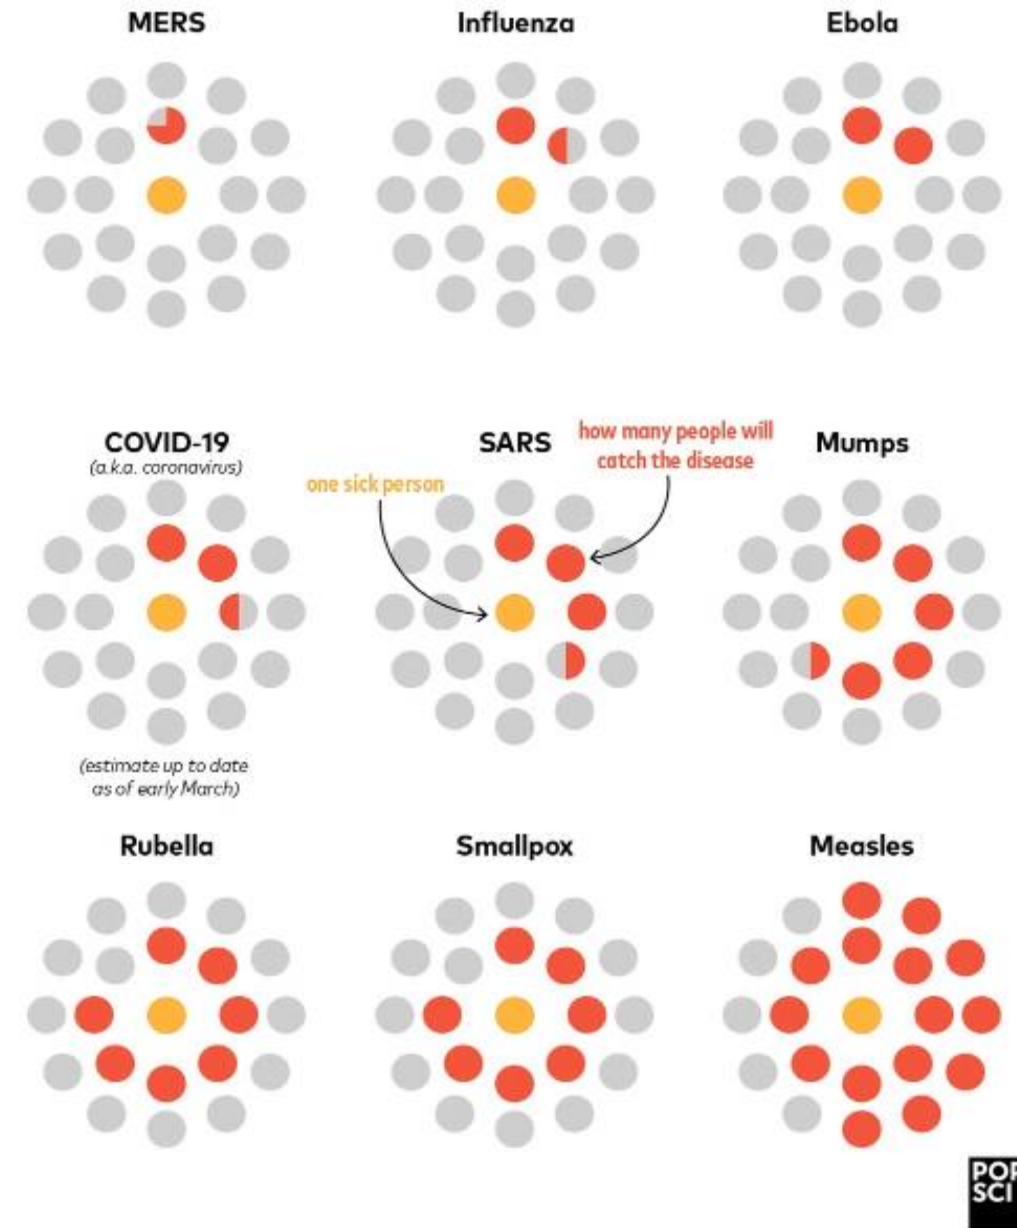 MERS
Influenza
Ebola
COVID-19
(a.k.a. coronavirus)
one sick person
SARS
how many people will
catch the disease
Mumps
(estimate up to date
as of early March)
Rubella
Smallpox
Measles
POP
SCI